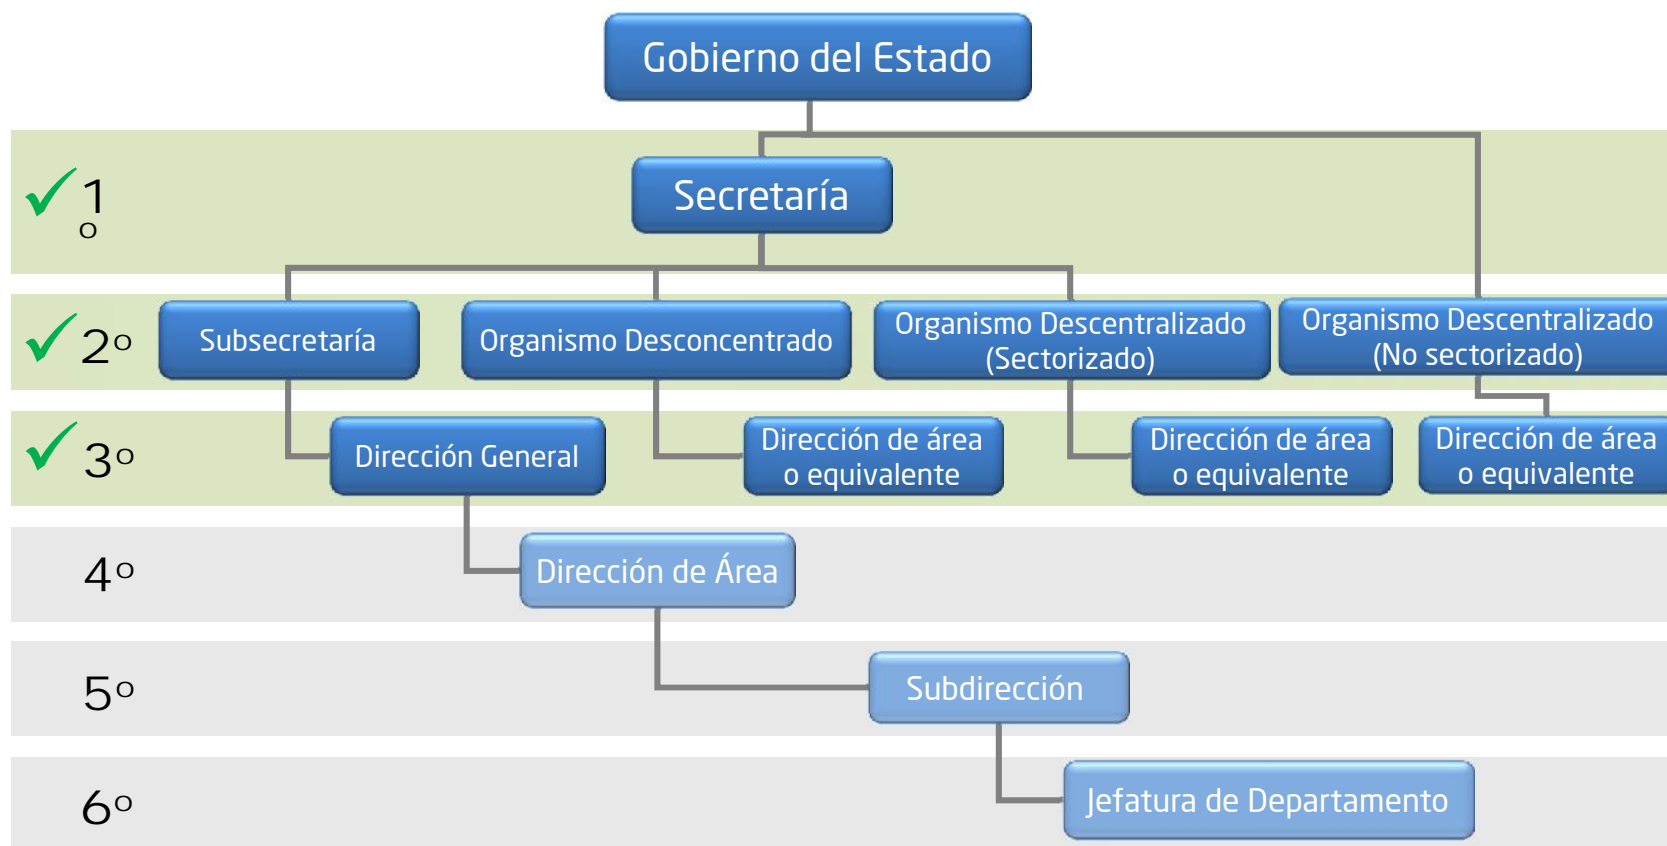 Gobierno del Estado
1
o
Secretaría
2o
Subsecretaría
Organismo Desconcentrado
Organismo Descentralizado
(Sectorizado)
Organismo Descentralizado
(No sectorizado)
3o
Dirección General
Dirección de área
o equivalente
Dirección de área
o equivalente
Dirección de área
o equivalente
4o
Dirección de Área
5o
Subdirección
6o
Jefatura de Departamento